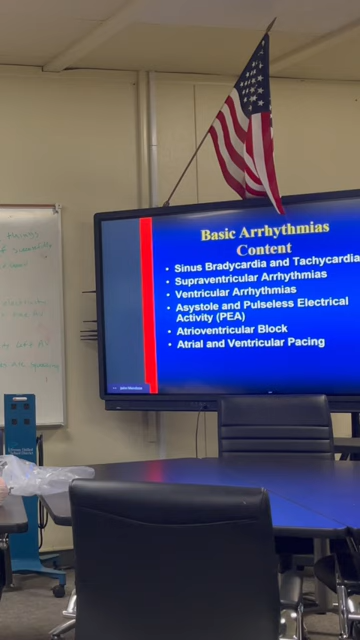 Basic Arrhythmias
Content
• Sinus Bradycardia and Tachycardia
• Supraventricular Arrhythmias
• Ventricular Arrhythmias
• Asystole and Pulseless Electrical
Activity (PEA)
• Atrioventricular Block
• Atrial and Ventricular Pacing